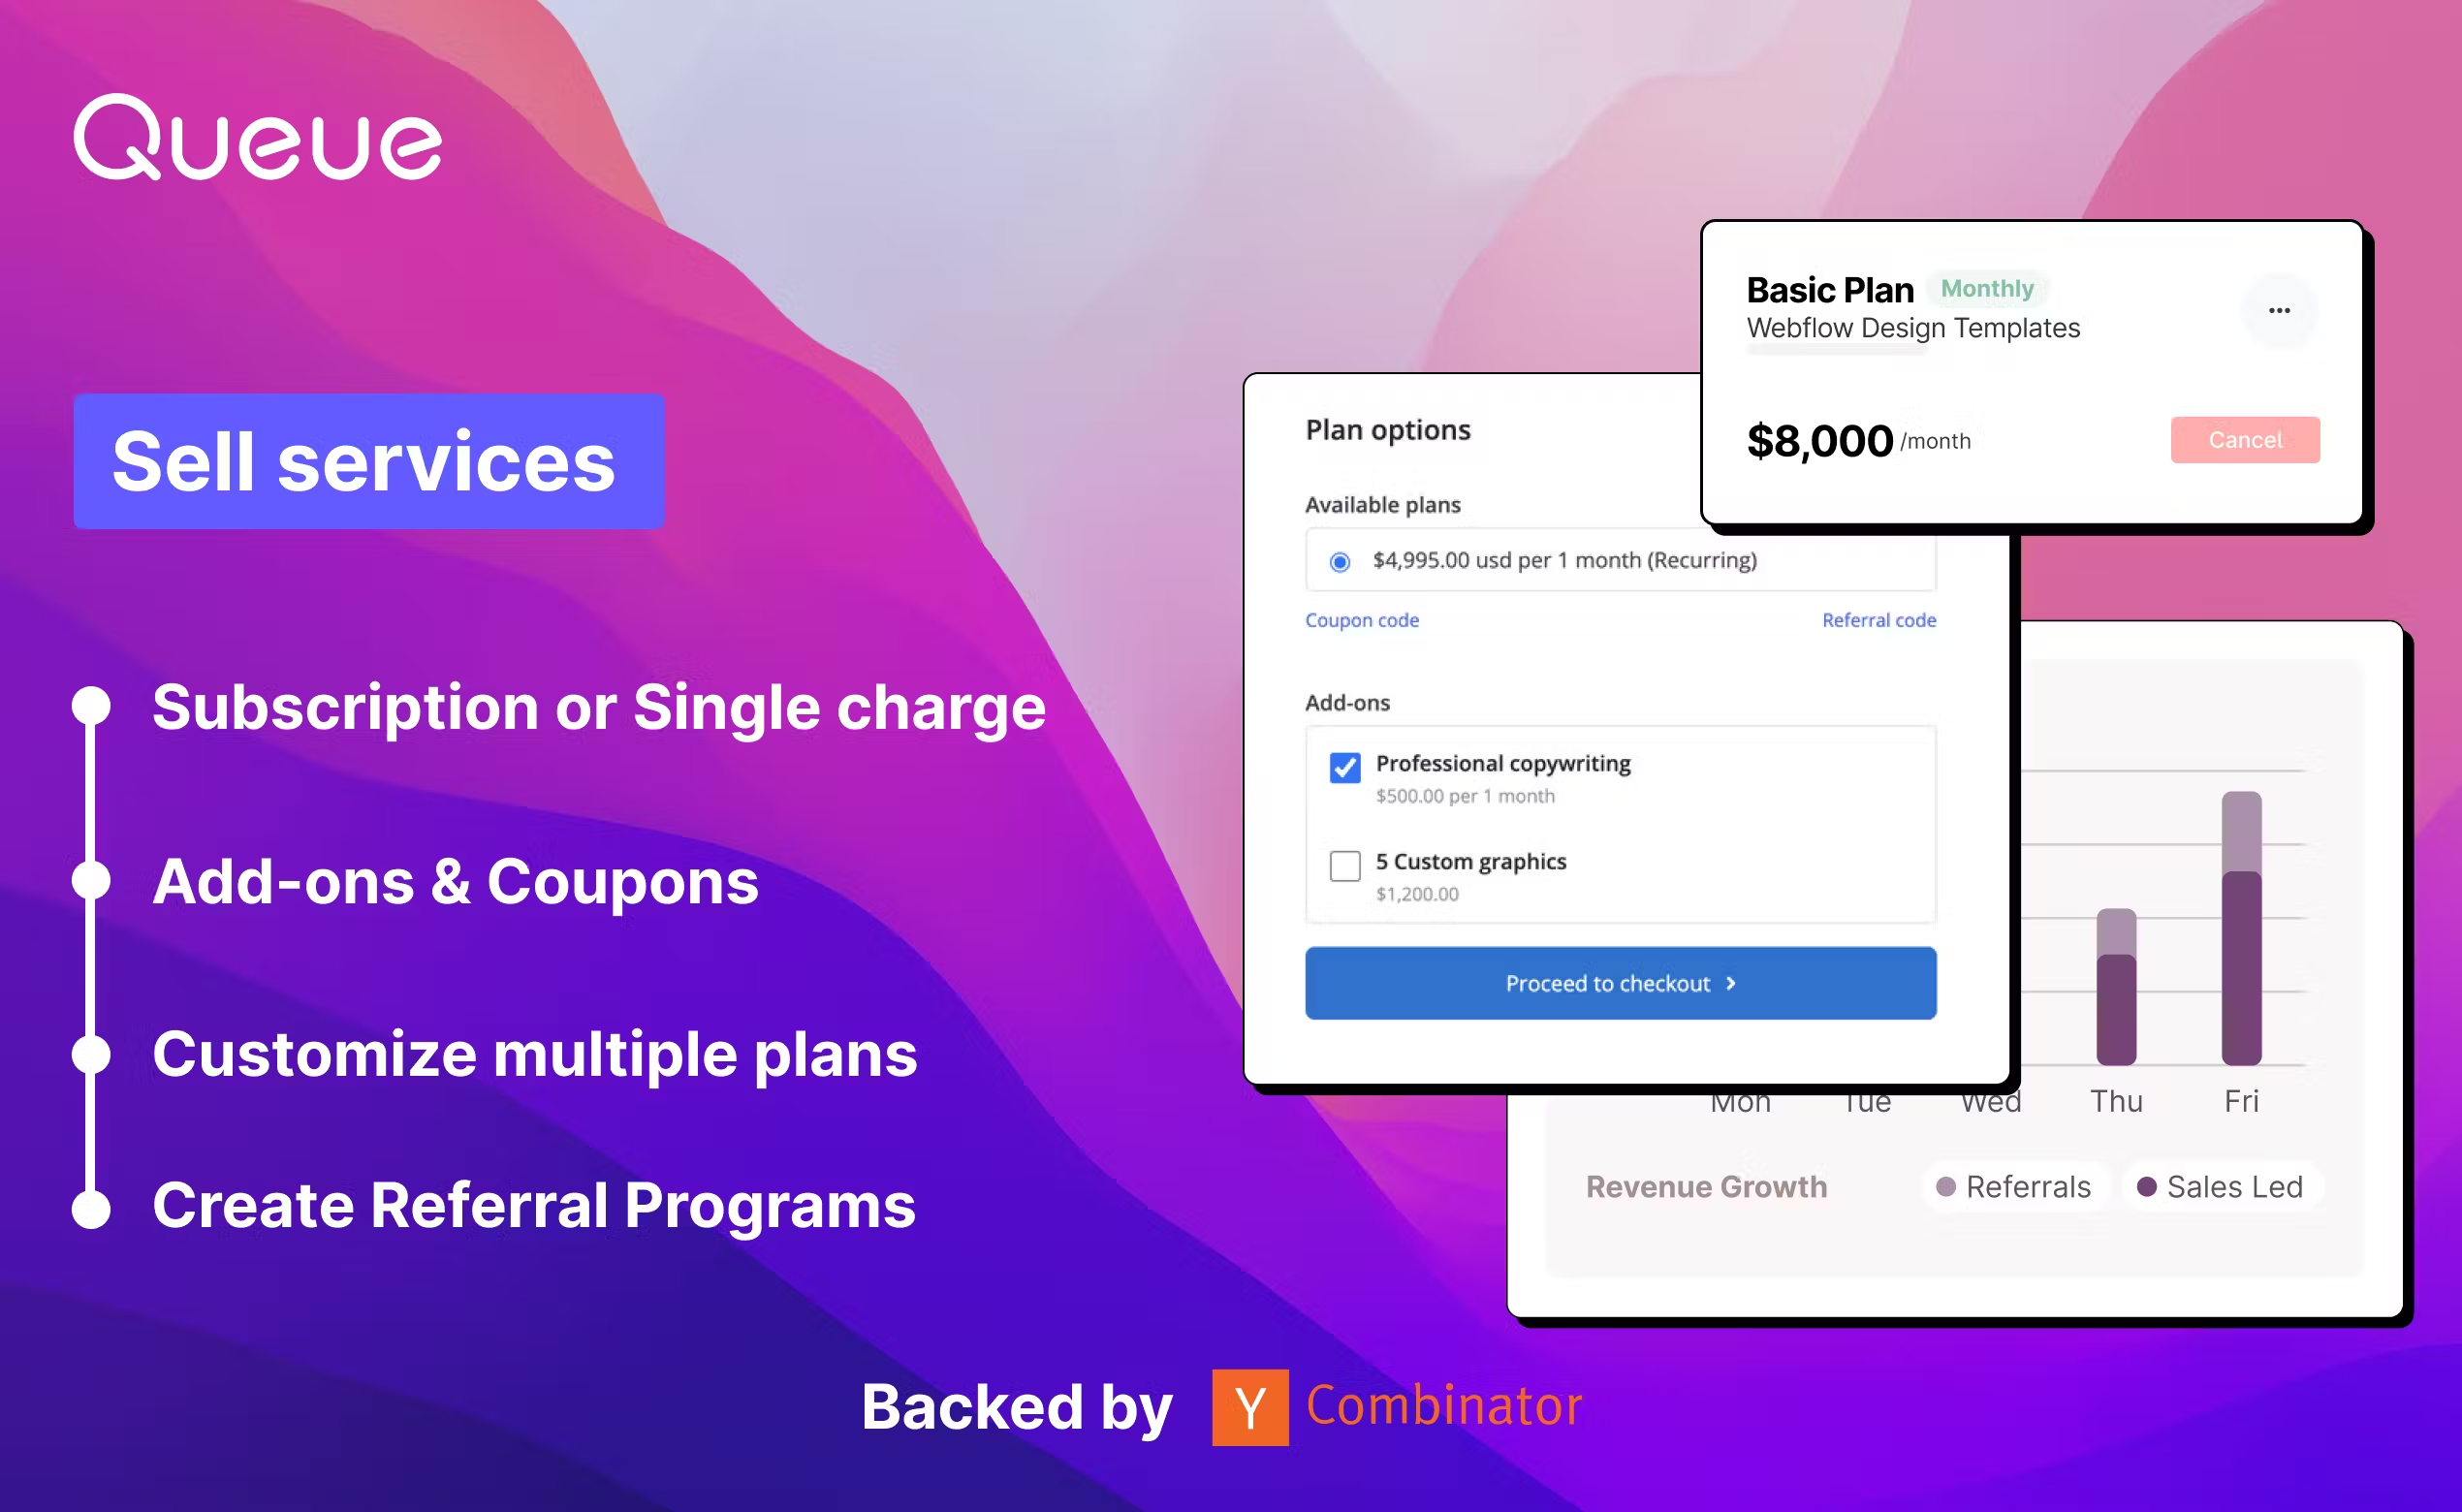 Queue
Sell services
Subscription or Single charge
Add-ons & Coupons
Customize multiple plans
Create Referral Programs
Basic Plan Monthly
Webflow Design Templates
...
$8,000 /month
Cancel
Plan options
Available plans
$4,995.00 usd per 1 month (Recurring)
Coupon code Referral code
Add-ons
Professional copywriting
$500.00 per 1 month
5 Custom graphics
$1,200.00
Proceed to checkout >
Mon Tue Wed Thu Fri
Revenue Growth Referrals Sales Led
Backed by Y Combinator